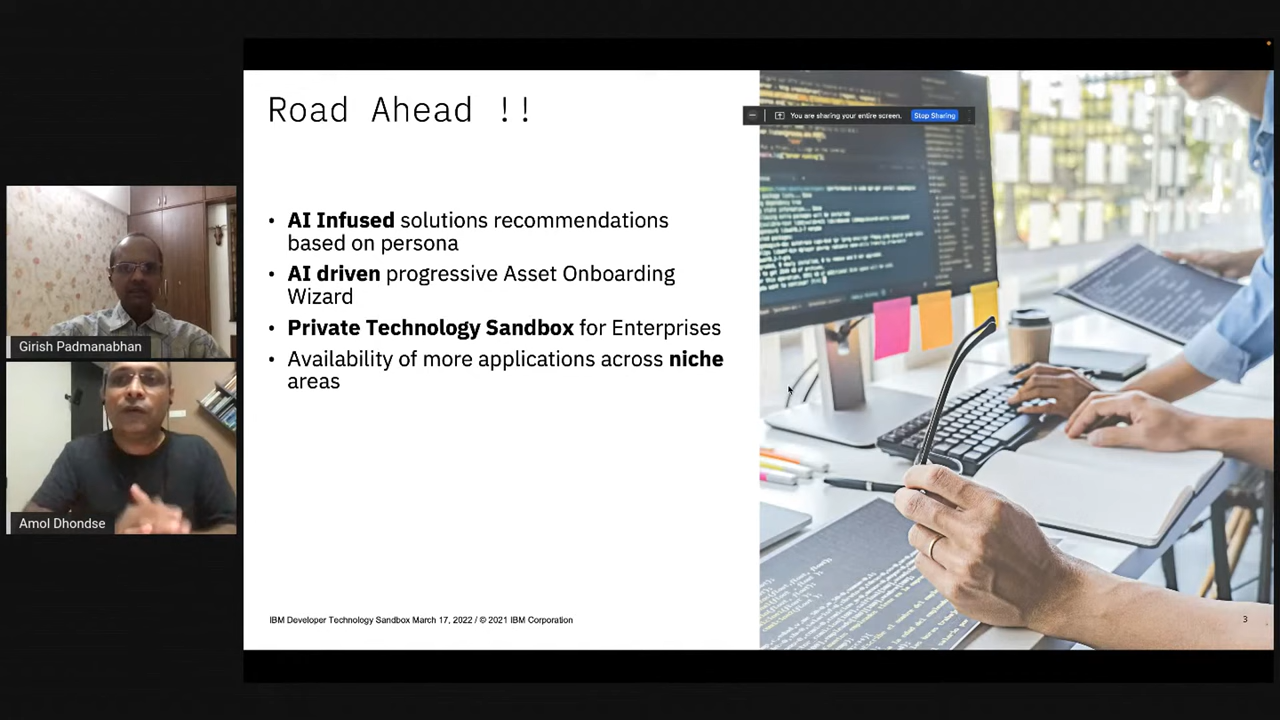 Road Ahead !!
You are sharing your entire screen.
Stop Sharing
• AI Infused solutions recommendations
based on persona
• AI driven progressive Asset Onboarding
Wizard
• Private Technology Sandbox for Enterprises
• Availability of more applications across niche
areas
Girish Padmanabhan
Amol Dhondse
IBM Developer Technology Sandbox March 17, 2022 / © 2021 IBM Corporation
3